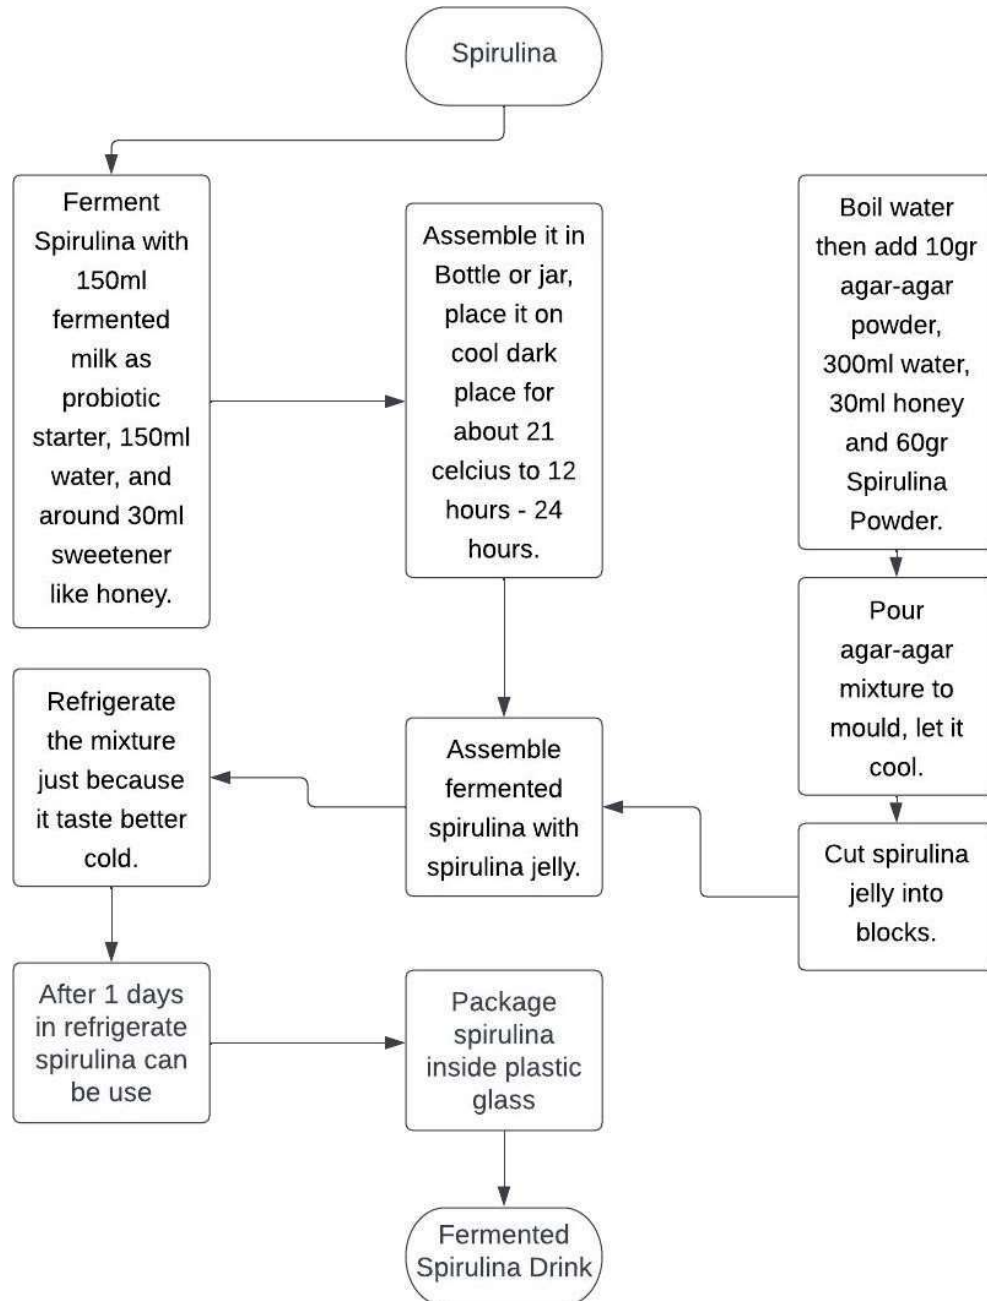 Spirulina
Ferment
Spirulina with
150ml
fermented
milk as
probiotic
starter, 150ml
water, and
around 30ml
sweetener
like honey.
Assemble it in
Bottle or jar,
place it on
cool dark
place for
about 21
celcius to 12
hours - 24
hours.
Boil water
then add 10gr
agar-agar
powder,
300ml water,
30ml honey
and 60gr
Spirulina
Powder.
Pour
agar-agar
mixture to
mould, let it
cool.
Cut spirulina
jelly into
blocks.
Assemble
fermented
spirulina with
spirulina jelly.
Refrigerate
the mixture
just because
it taste better
cold.
After 1 days
in refrigerate
spirulina can
be use
Package
spirulina
inside plastic
glass
Fermented
Spirulina Drink